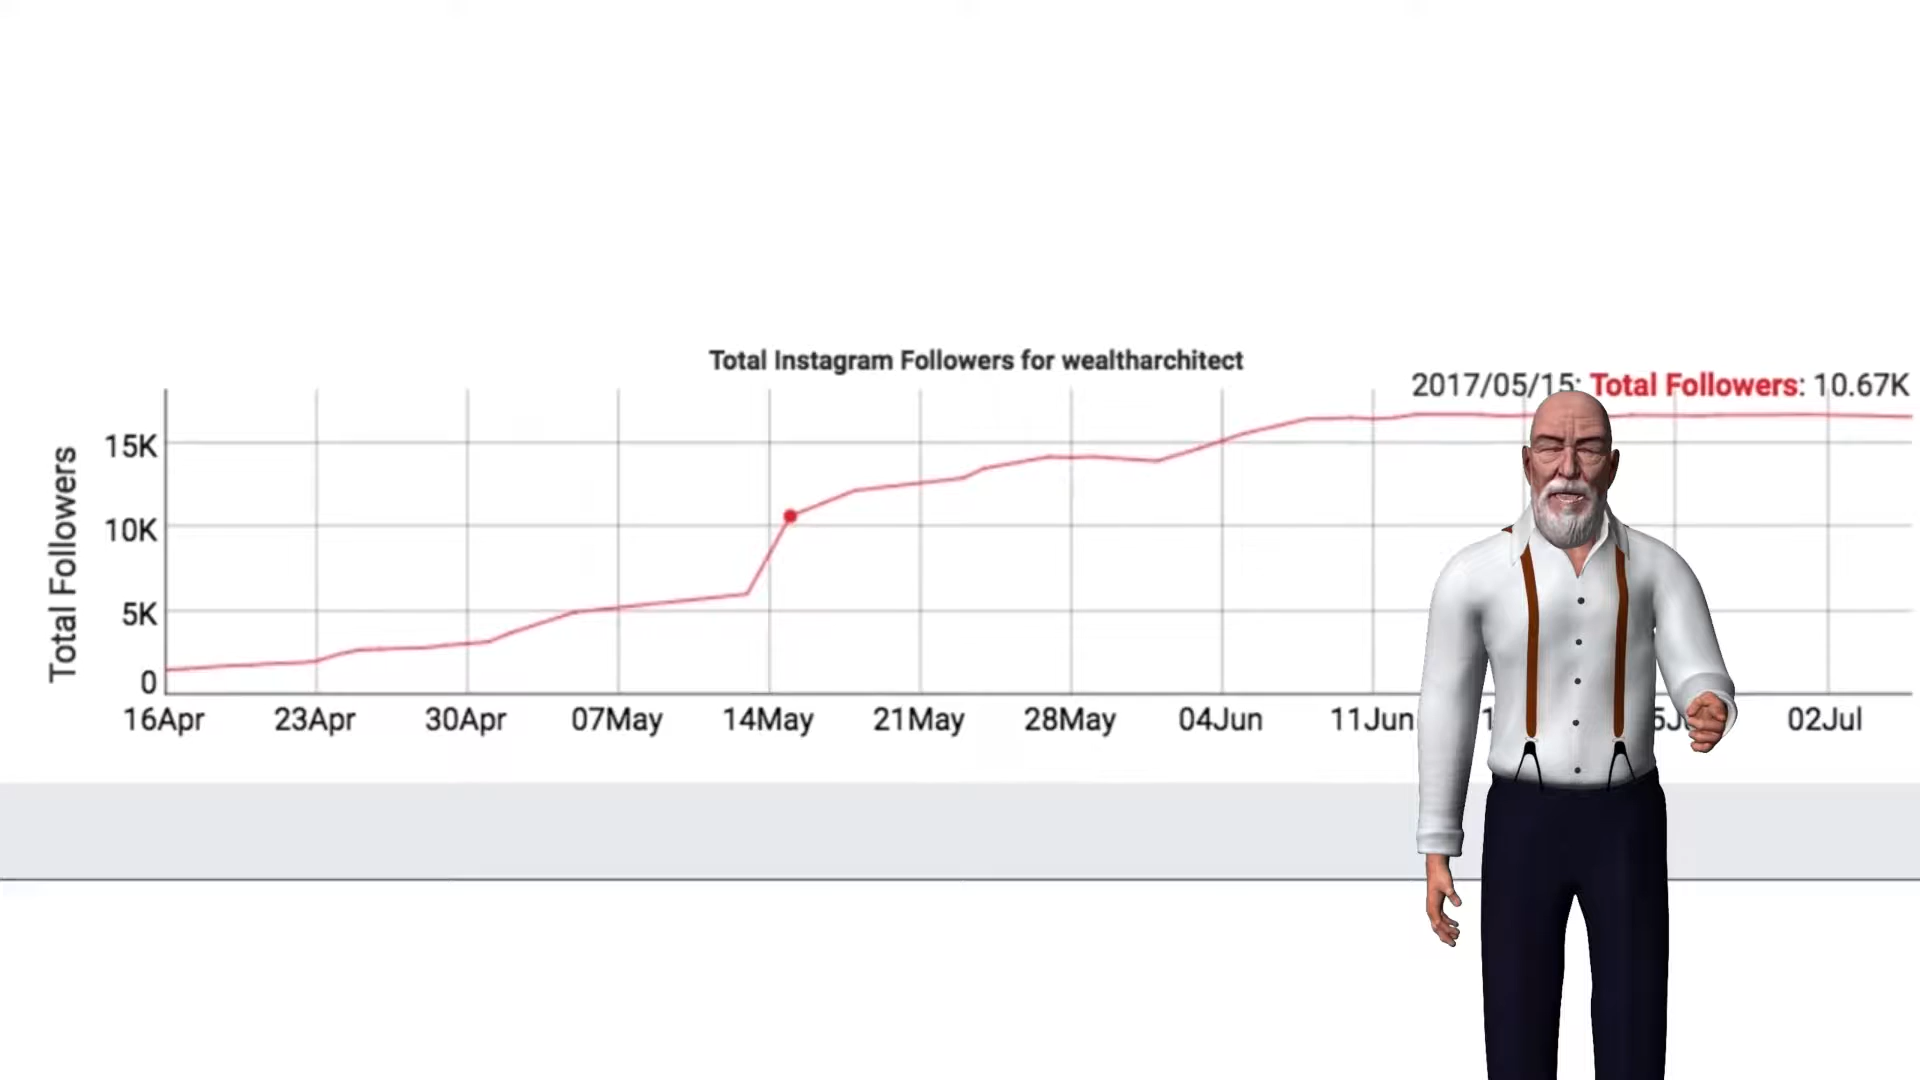 Total Instagram Followers for wealtharchitect
2017/05/15: Total Followers: 10.67K
Total Followers
15K
10K
5K
0
16Apr 23Apr 30Apr 07May 14May 21May 28May 04Jun 11Jun 02Jul